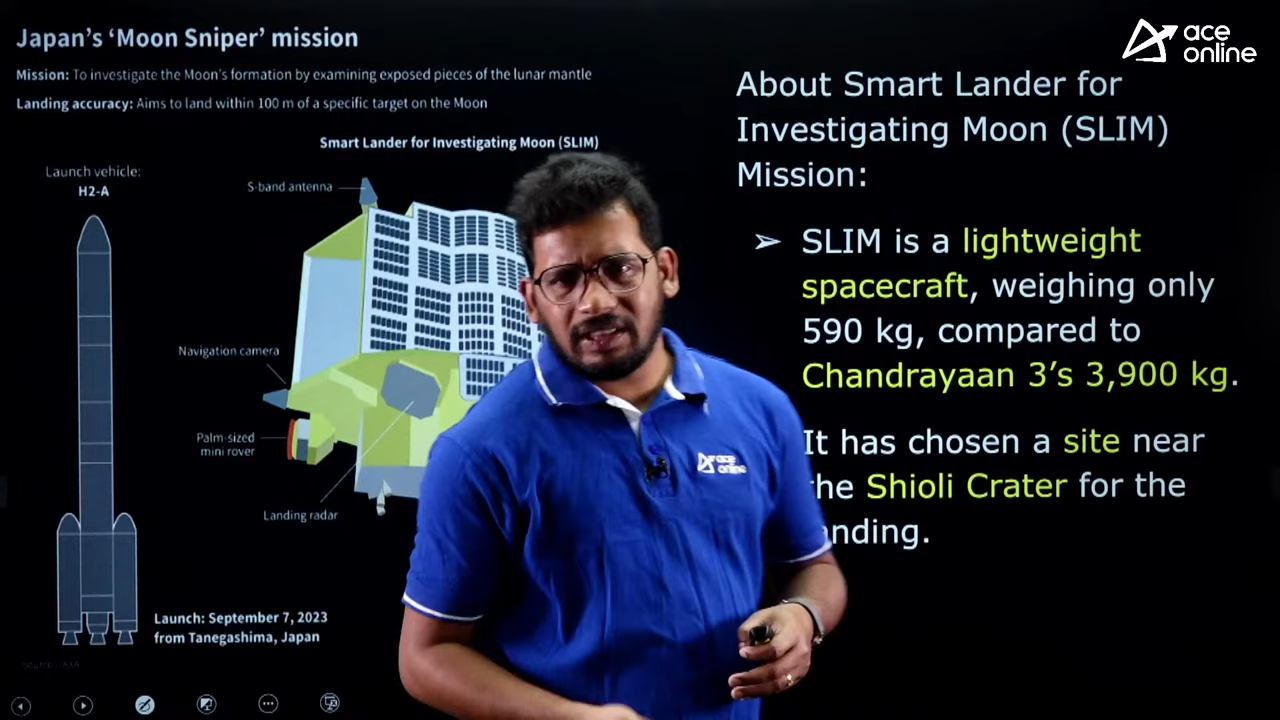 Japan's 'Moon Sniper' mission
Mission: To investigate the Moon's formation by examining exposed pieces of the lunar mantle
Landing accuracy: Aims to land within 100 m of a specific target on the Moon
Smart Lander for Investigating Moon (SLIM)
Launch vehicle:
H2-A
S-band antenna
Navigation camera
Palm-sized
mini rover
Landing radar
Launch: September 7, 2023
from Tanegashima, Japan
ace
online
About Smart Lander for
Investigating Moon (SLIM)
Mission:
➢ SLIM is a lightweight
spacecraft, weighing only
590 kg, compared to
Chandrayaan 3's 3,900 kg.
It has chosen a site near
the Shioli Crater for the
anding.
ace
online